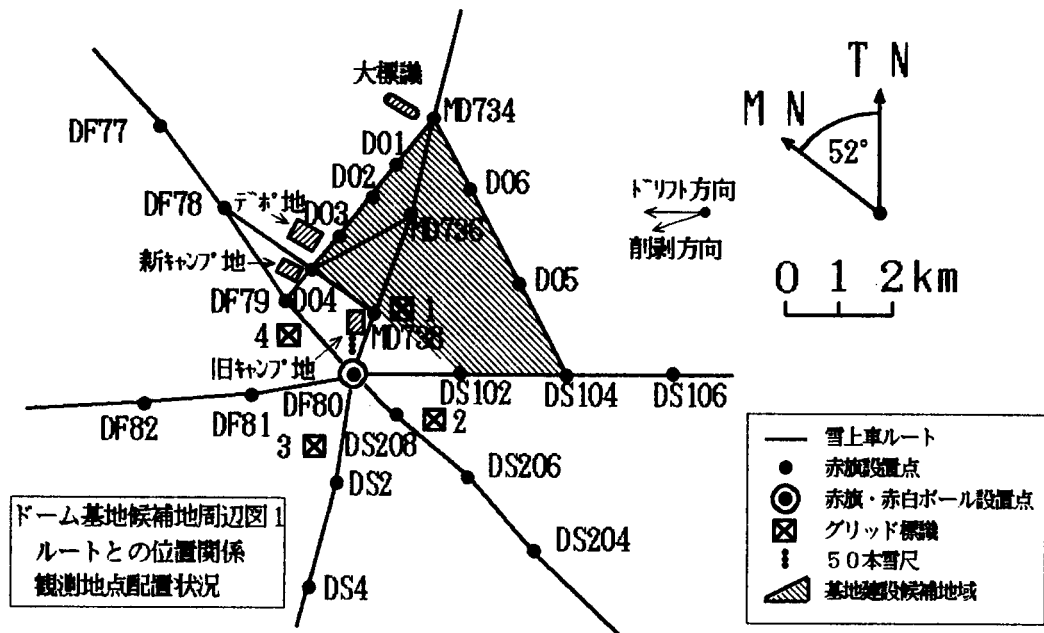 大標識
MD734
DF77
D01
D02
D06
DF78
デポ地
D03
MD736
新キャンプ地
DF79
D04
D05
4
1
MD738
旧キャンプ地
DF80
DS102
DS104
DS106
DF82
DF81
3
2
DS208
DS2
DS206
DS204
DS4
TN
MN
52°
ドリフト方向
削剥方向
0 1 2km
雪上車ルート
赤旗設置点
赤旗・赤白ポール設置点
グリッド標識
50本雪尺
基地建設候補地域
ドーム基地候補地周辺図1
ルートとの位置関係
観測地点配置状況